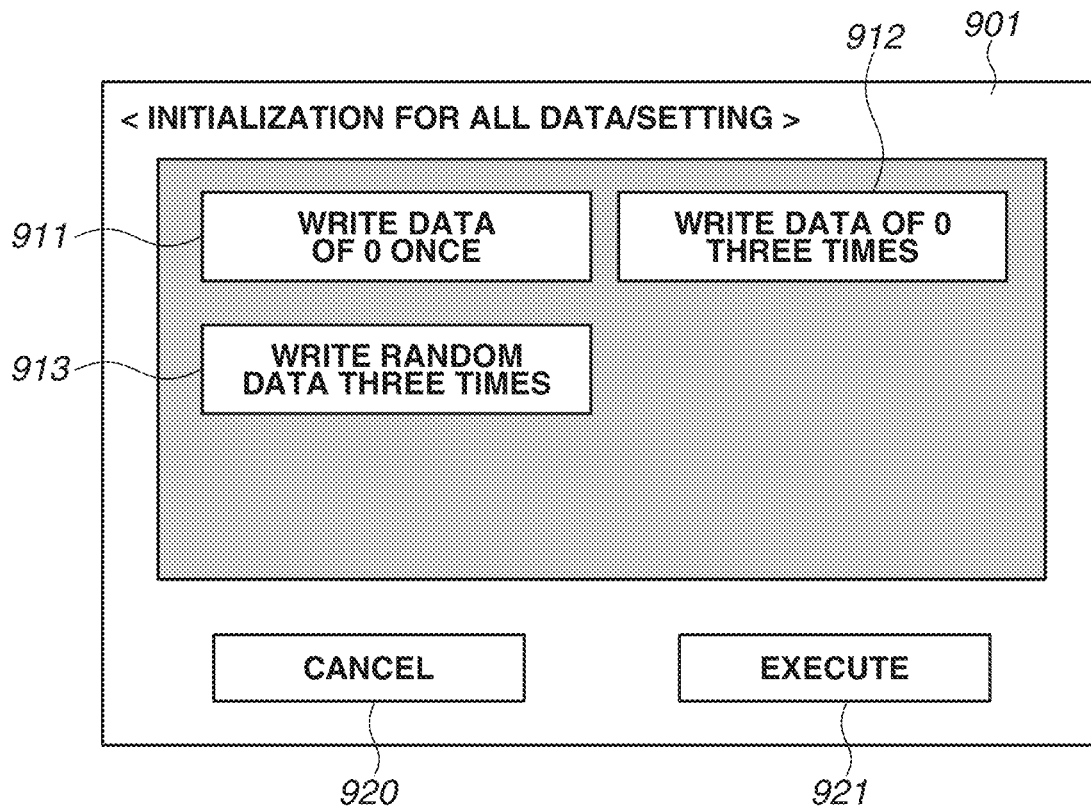 901
912
< INITIALIZATION FOR ALL DATA/SETTING >
911
WRITE DATA
OF 0 ONCE
WRITE DATA OF 0
THREE TIMES
913
WRITE RANDOM
DATA THREE TIMES
CANCEL
EXECUTE
920
921